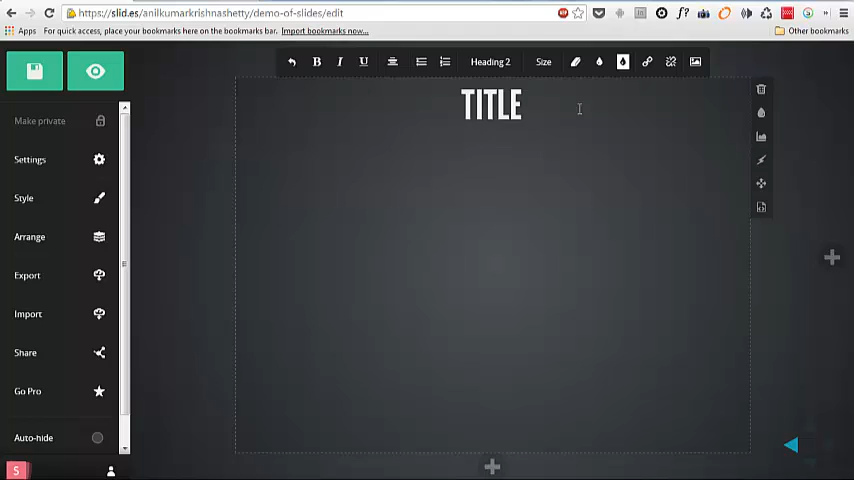 https://slid.es/anilkumarkrishnashetty/demo-of-slides/edit
Apps For quick access, place your bookmarks here on the bookmarks bar. Import bookmarks now... Other bookmarks
B I U Heading 2 Size
TITLE
Make private
Settings
Style
Arrange
Export
Import
Share
Go Pro
Auto-hide
S